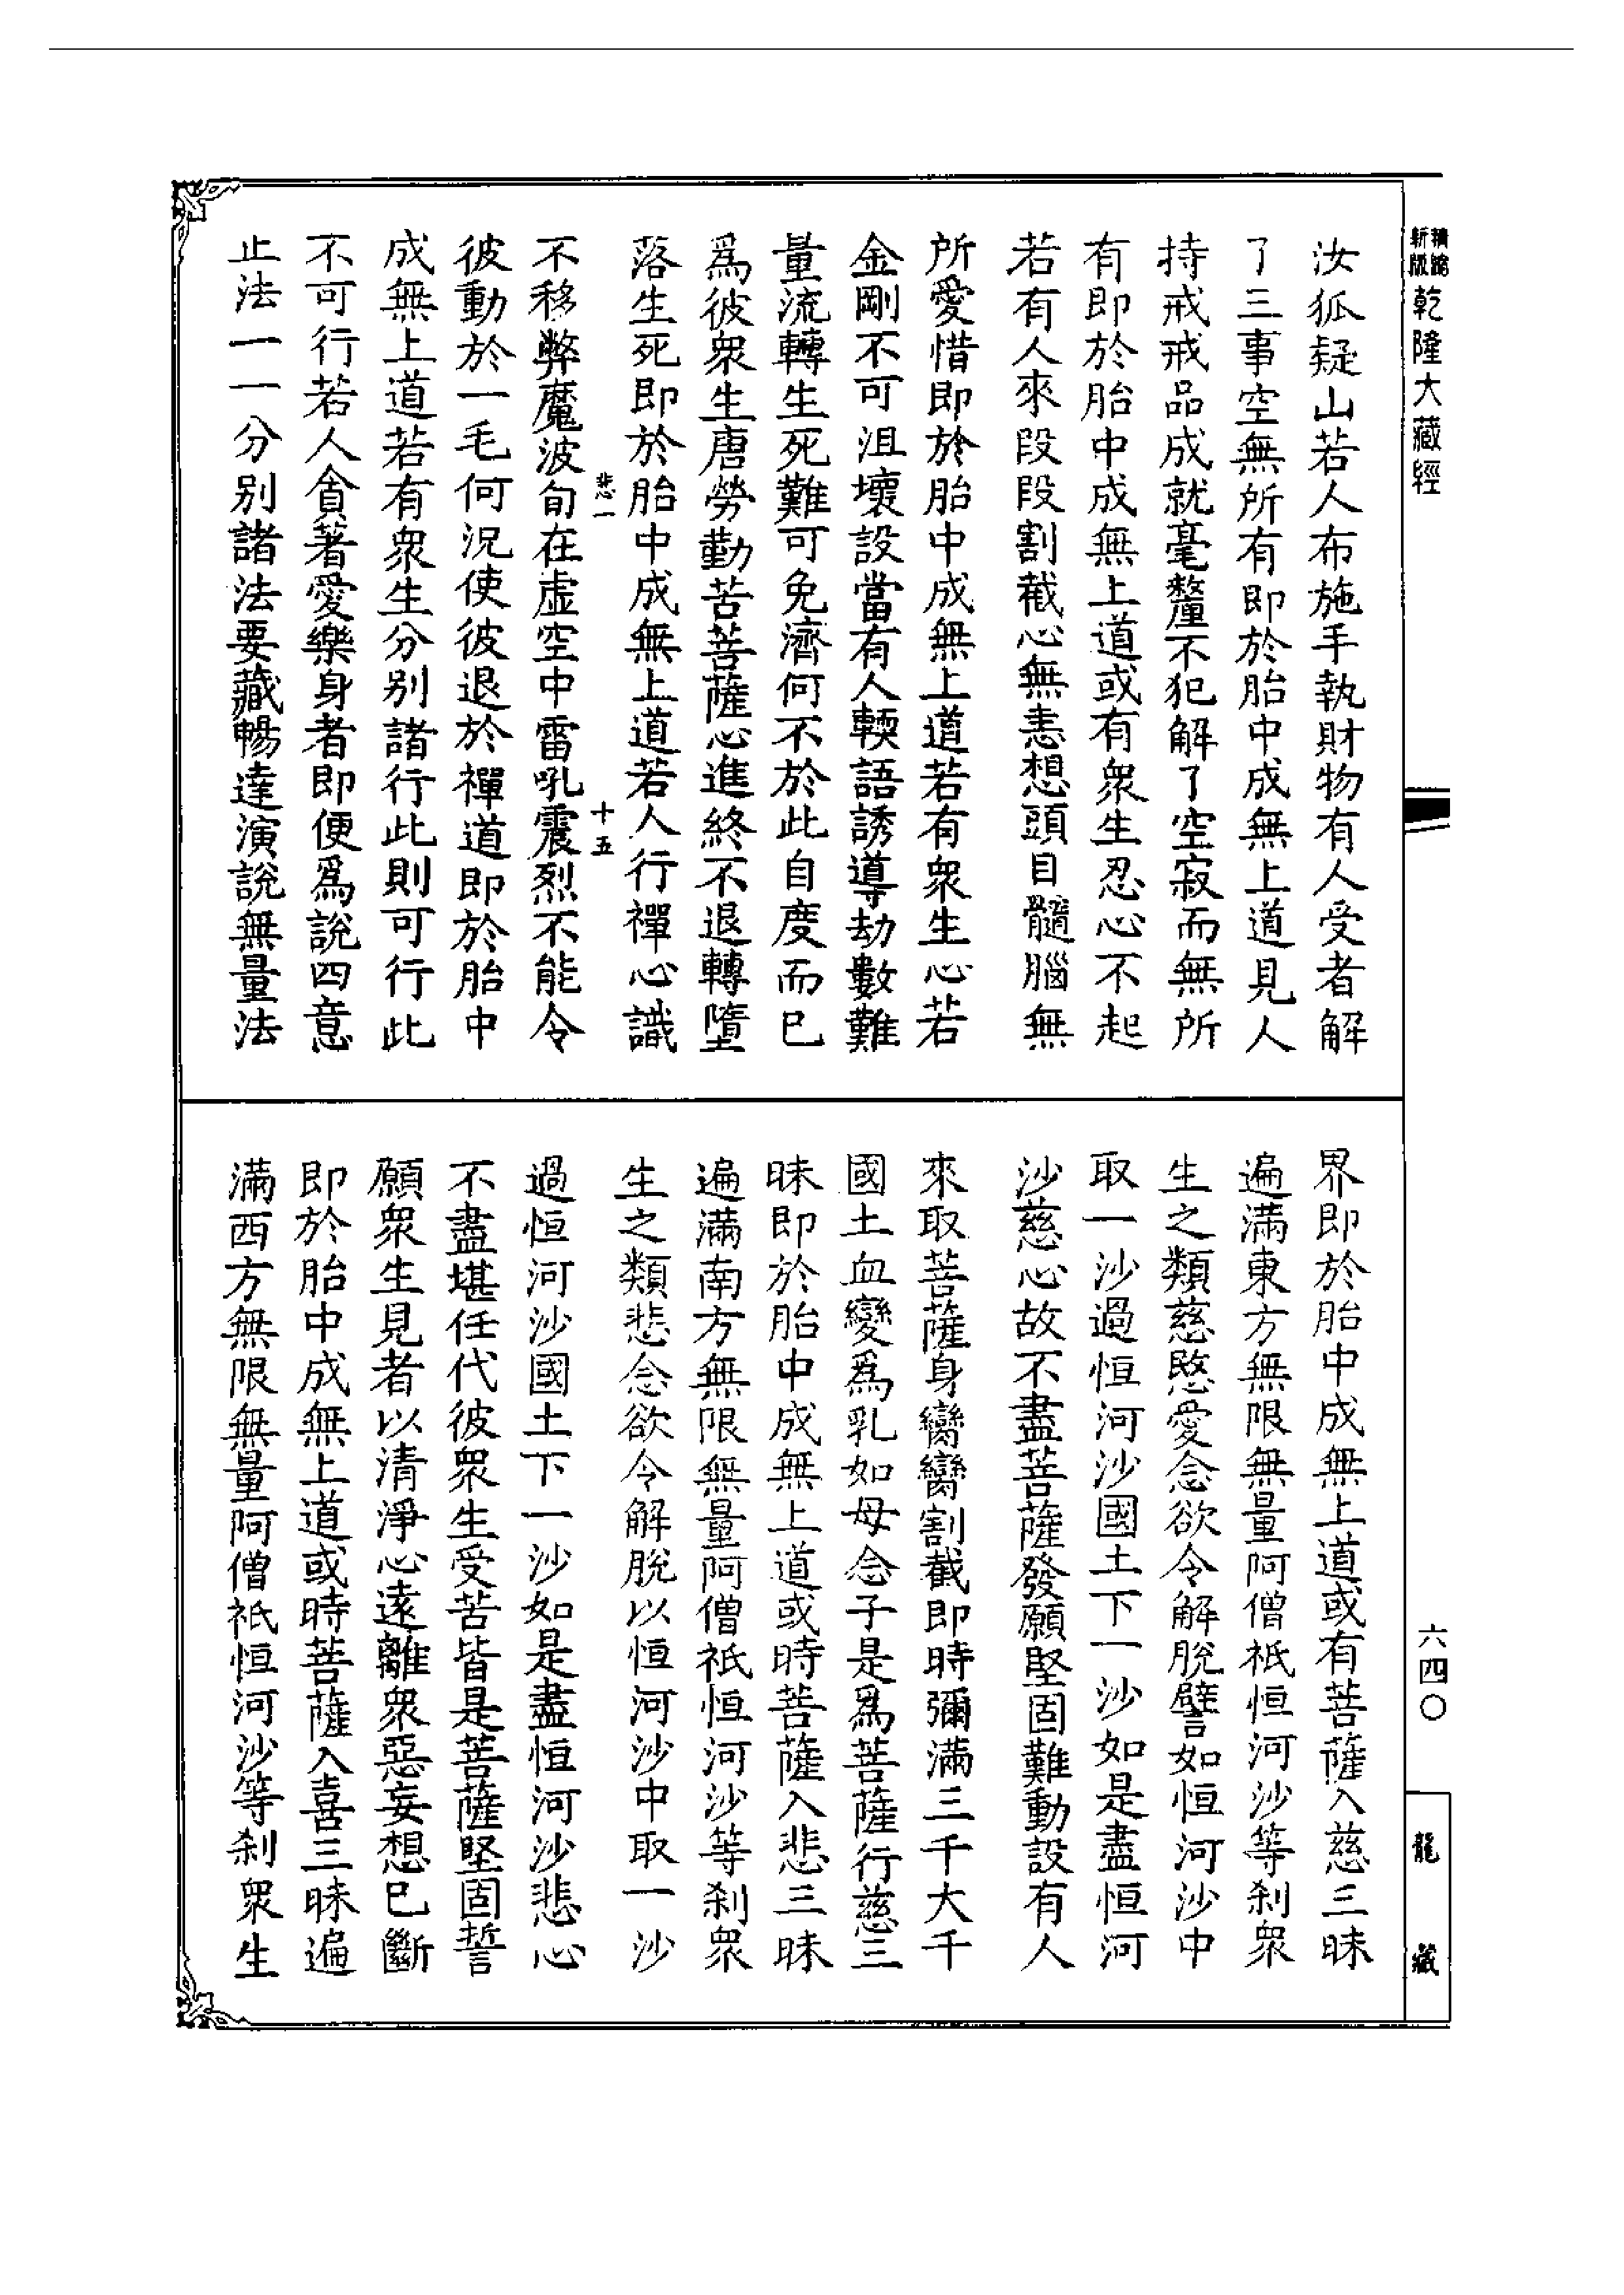 新版
精縮
乾隆大藏經
六四〇
龍藏
汝狐疑山若人布施手執財物有人受者解
了三事空無所有即於胎中成無上道見人
持戒戒品成就毫釐不犯解了空寂而無所
有即於胎中成無上道或有衆生忍心不起
若有人來段段割截心無恚想頭目髓腦無
所愛惜即於胎中成無上道若有衆生心若
金剛不可沮壞設當有人輭語誘導劫數難
量流轉生死難可免濟何不於此自度而已
爲彼衆生唐勞勤苦菩薩心進終不退轉墮
落生死即於胎中成無上道若人行禪心識
悲一
十五
不移弊魔波旬在虛空中雷吼震烈不能令
彼動於一毛何況使彼退於禪道即於胎中
成無上道若有衆生分別諸行此則可行此
不可行若人貪著愛樂身者即便爲說四意
止法一一分別諸法要藏暢達演說無量法
界即於胎中成無上道或有菩薩入慈三昧
遍滿東方無限無量阿僧祇恒河沙等刹衆
生之類慈愍愛念欲令解脫譬如恒河沙中
取一沙過恒河沙國土下一沙如是盡恒河
沙慈心故不盡菩薩發願堅固難動設有人
來取菩薩身臠臠割截即時彌滿三千大千
國土血變爲乳如母念子是爲菩薩行慈三
昧即於胎中成無上道或時菩薩入悲三昧
遍滿南方無限無量阿僧祇恒河沙等刹衆
生之類悲念欲令解脫以恒河沙中取一沙
過恒河沙國土下一沙如是盡恒河沙悲心
不盡堪任代彼衆生受苦皆是菩薩堅固誓
願衆生見者以清淨心遠離衆惡妄想已斷
即於胎中成無上道或時菩薩入喜三昧遍
滿西方無限無量阿僧祇恒河沙等刹衆生